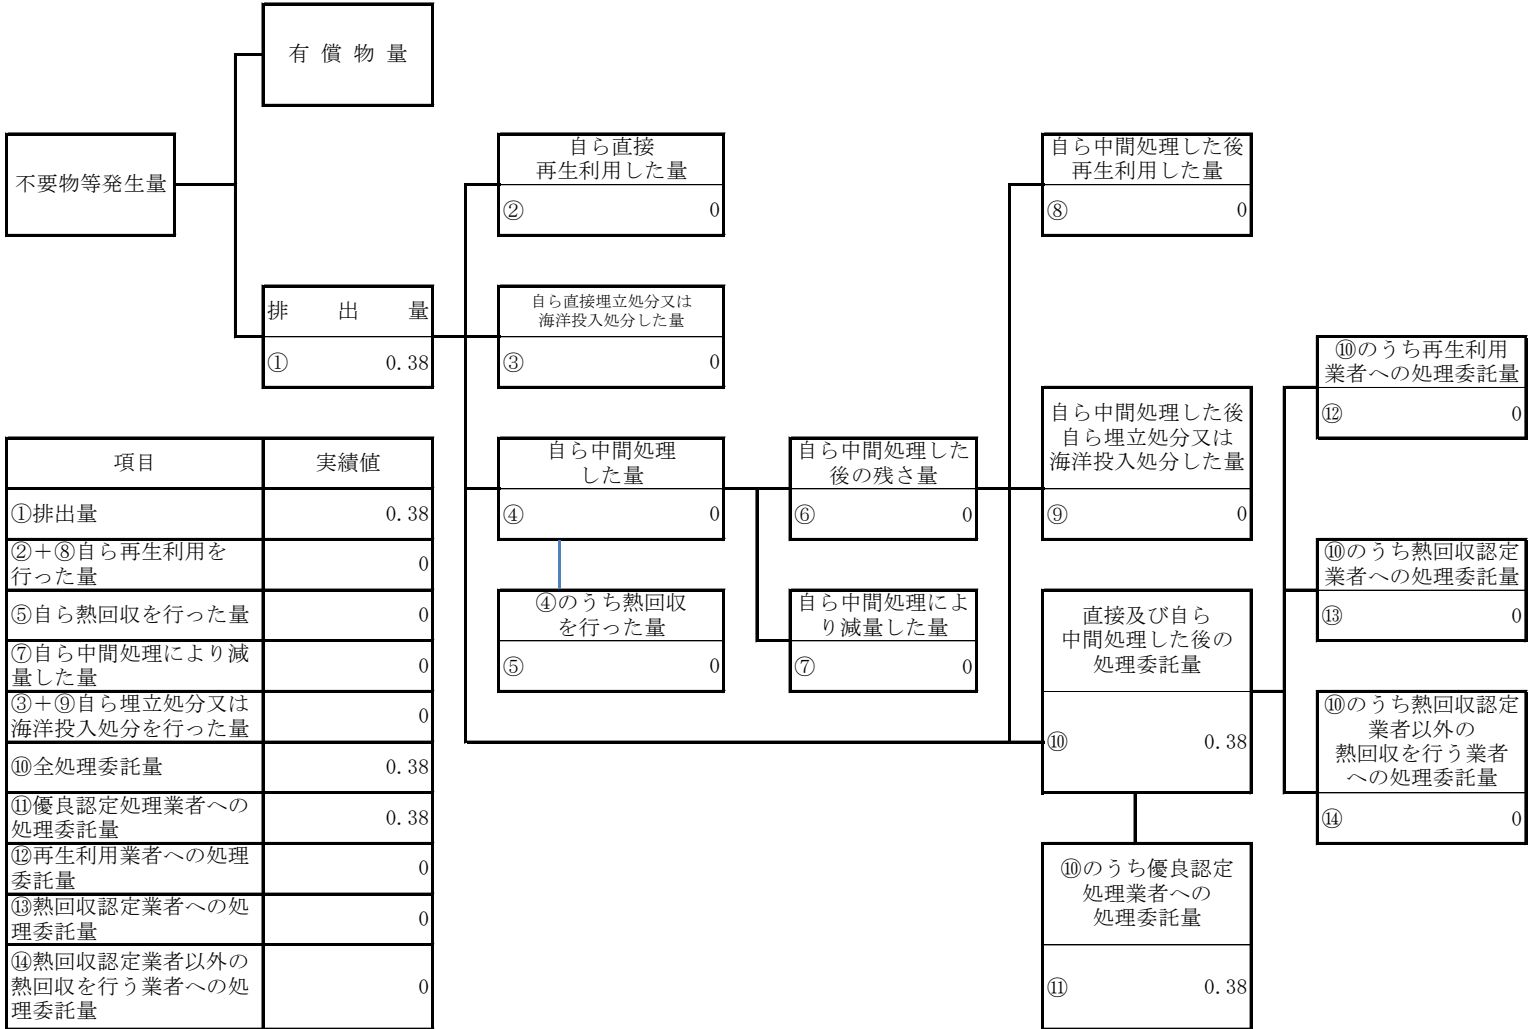 有償物量
不要物等発生量
自ら直接
再生利用した量
② 0
自ら中間処理した後
再生利用した量
⑧ 0
排出量
① 0.38
自ら直接埋立処分又は
海洋投入処分した量
③ 0
⑩のうち再生利用
業者への処理委託量
⑫ 0
自ら中間処理
した量
④ 0
自ら中間処理した
後の残さ量
⑥ 0
自ら中間処理した後
自ら埋立処分又は
海洋投入処分した量
⑨ 0
⑩のうち熱回収認定
業者への処理委託量
⑬ 0
④のうち熱回収
を行った量
⑤ 0
自ら中間処理によ
り減量した量
⑦ 0
直接及び自ら
中間処理した後の
処理委託量
⑩ 0.38
⑩のうち熱回収認定
業者以外の
熱回収を行う業者
への処理委託量
⑭ 0
⑩のうち優良認定
処理業者への
処理委託量
⑪ 0.38
項目 実績値
①排出量 0.38
②＋⑧自ら再生利用を
行った量 0
⑤自ら熱回収を行った量 0
⑦自ら中間処理により減
量した量 0
③＋⑨自ら埋立処分又は
海洋投入処分を行った量 0
⑩全処理委託量 0.38
⑪優良認定処理業者への
処理委託量 0.38
⑫再生利用業者への処理
委託量 0
⑬熱回収認定業者への処
理委託量 0
⑭熱回収認定業者以外の
熱回収を行う業者への処
理委託量 0